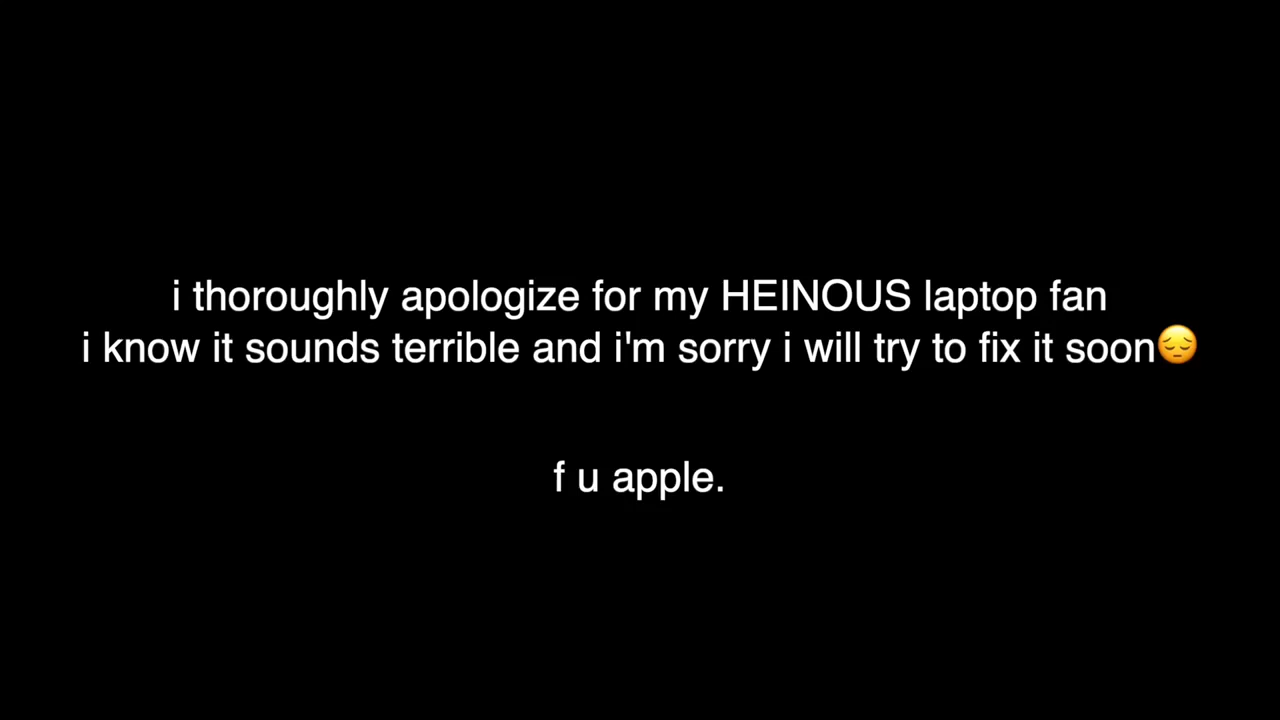 i thoroughly apologize for my HEINOUS laptop fan
i know it sounds terrible and i'm sorry i will try to fix it soon😔
f u apple.